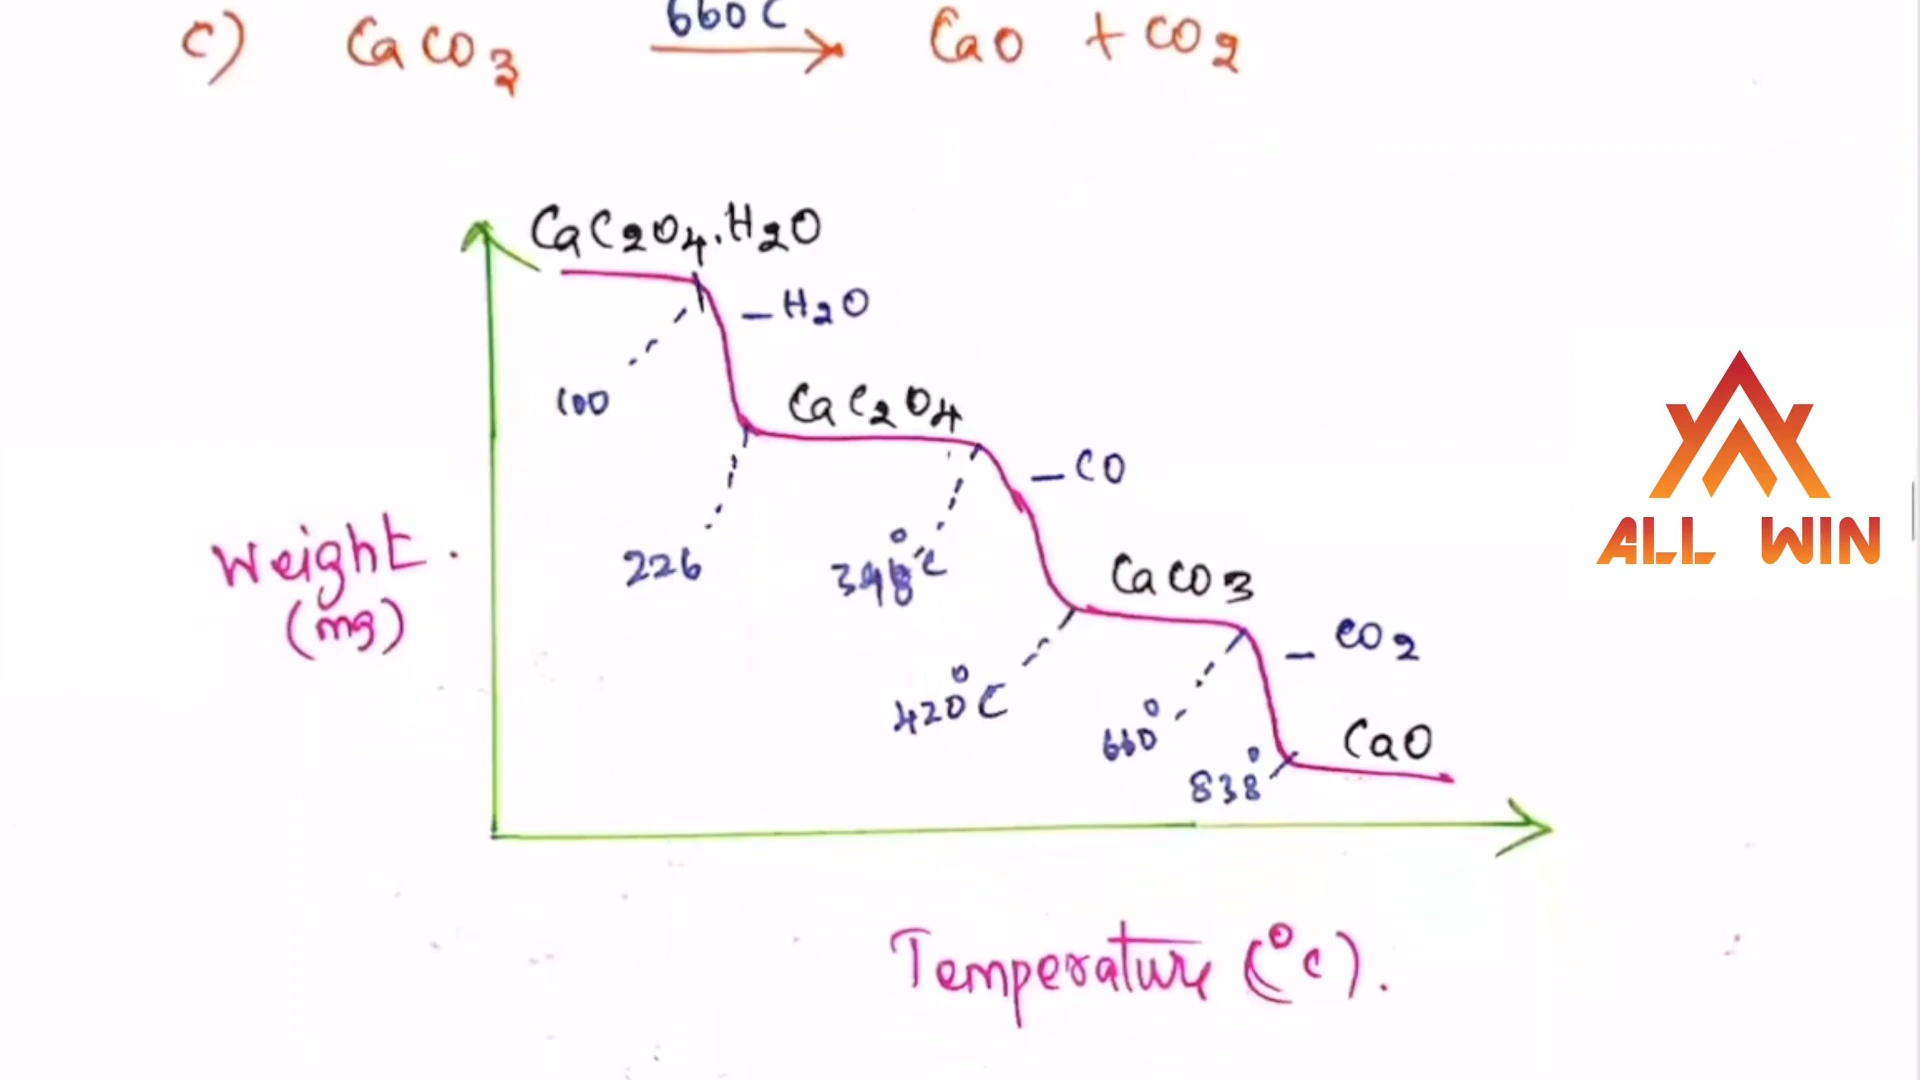 660 C
c) CaCO3 → CaO + CO2
CaC2O4.H2O
- H2O
100
CaC2O4
- CO
226
398°C
Weight.
(mg)
CaCO3
- CO2
420°C
660°
CaO
838°
Temperature (°C).
ALL WIN